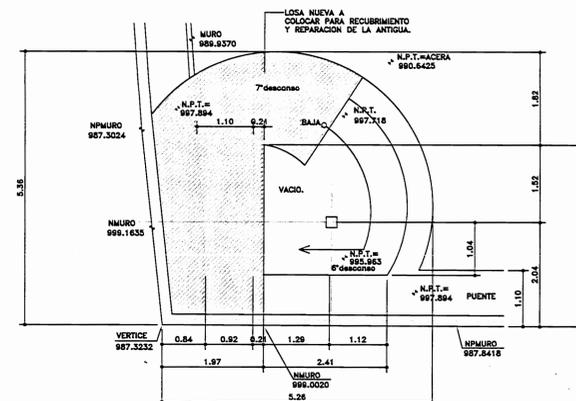 LOSA NUEVA A
COLOCAR PARA RECUBRIMIENTO
Y REPARACION DE LA ANTIGUA.
MURO
989.9370
N.P.T.=ACERA
990.6425
7°descanso
N.P.T.=
997.894
N.P.T.
997.718
1.10
0.21
BAJA
NPMURO
987.3024
1.82
5.36
VACIO.
1.52
NMURO
999.1635
N.P.T.=
995.963
6°descanso
1.04
2.04
N.P.T.=
997.894
PUENTE
1.10
VERTICE
987.3232
0.84
0.92
0.21
1.29
1.12
NPMURO
987.8418
1.97
2.41
NMURO
999.0020
5.26